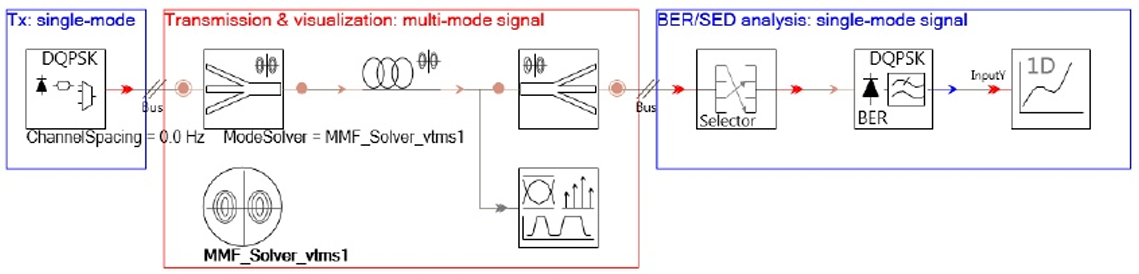 Tx: single-mode
Transmission & visualization: multi-mode signal
BER/SED analysis: single-mode signal
DQPSK
Bus
ChannelSpacing = 0.0 Hz
ModeSolver = MMF_Solver_vtms1
MMF_Solver_vtms1
Bus
Selector
DQPSK
BER
InputY
1D